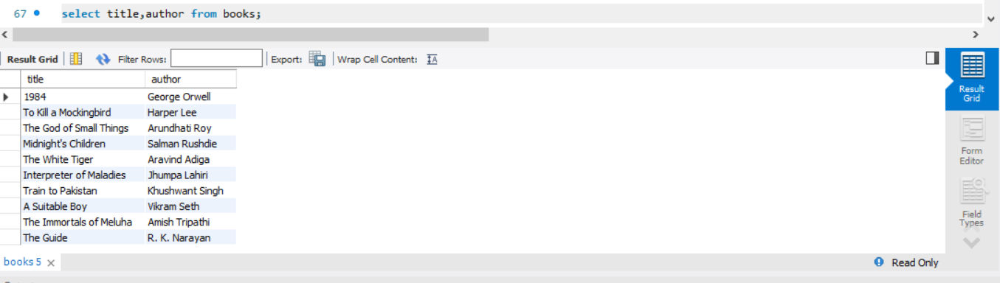 67 select title,author from books;
Result Grid Filter Rows: Export: Wrap Cell Content: IA
title author
1984 George Orwell
To Kill a Mockingbird Harper Lee
The God of Small Things Arundhati Roy
Midnight's Children Salman Rushdie
The White Tiger Aravind Adiga
Interpreter of Maladies Jhumpa Lahiri
Train to Pakistan Khushwant Singh
A Suitable Boy Vikram Seth
The Immortals of Meluha Amish Tripathi
The Guide R. K. Narayan
Result
Grid
Form
Editor
Field
Types
books 5 Read Only